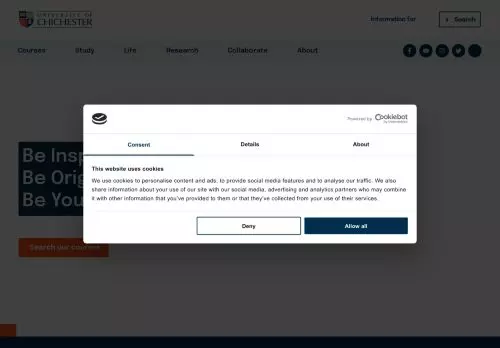 UNIVERSITY OF
CHICHESTER
Information for
Search
Courses
Study
Life
Research
Collaborate
About
Powered by Cookiebot
by Usercentrics
Consent
Details
About
This website uses cookies
We use cookies to personalise content and ads, to provide social media features and to analyse our traffic. We also
share information about your use of our site with our social media, advertising and analytics partners who may combine
it with other information that you've provided to them or that they've collected from your use of their services.
Be Insp
Be Orig
Be You
Deny
Allow all
Search our courses